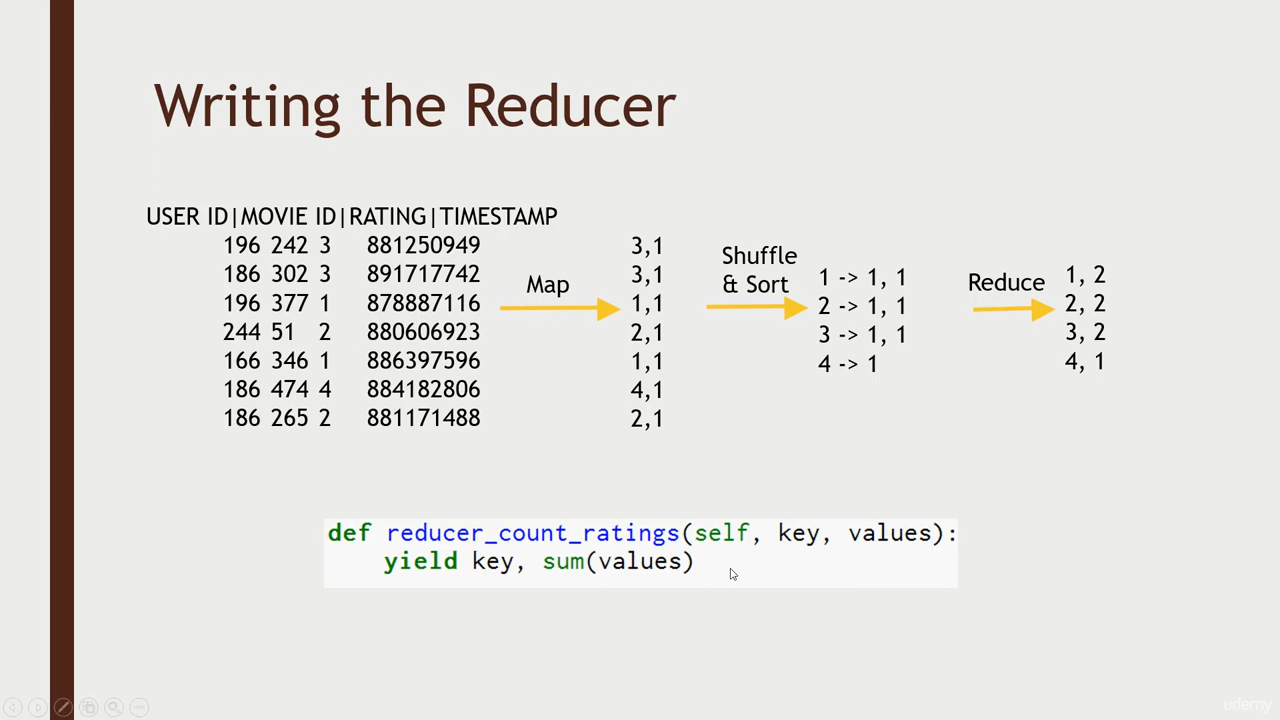 Writing the Reducer
USER ID|MOVIE ID|RATING|TIMESTAMP
196 242 3 881250949
186 302 3 891717742
196 377 1 878887116
244 51 2 880606923
166 346 1 886397596
186 474 4 884182806
186 265 2 881171488
Map
3,1
3,1
1,1
2,1
1,1
4,1
2,1
Shuffle
& Sort
1 -> 1, 1
2 -> 1, 1
3 -> 1, 1
4 -> 1
Reduce
1, 2
2, 2
3, 2
4, 1
def reducer_count_ratings(self, key, values):
yield key, sum(values)
udemy